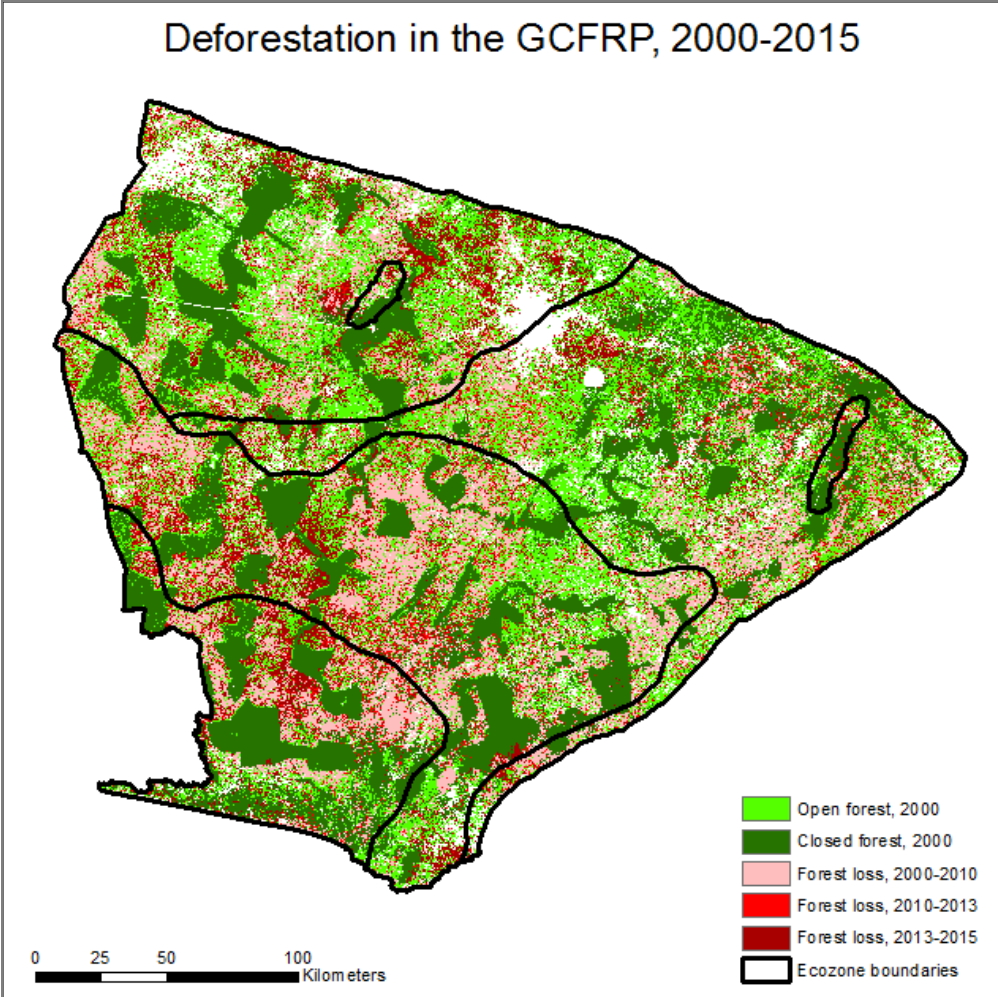 Deforestation in the GCFRP, 2000-2015
Open forest, 2000
Closed forest, 2000
Forest loss, 2000-2010
Forest loss, 2010-2013
Forest loss, 2013-2015
Ecozone boundaries
0 25 50 100
Kilometers